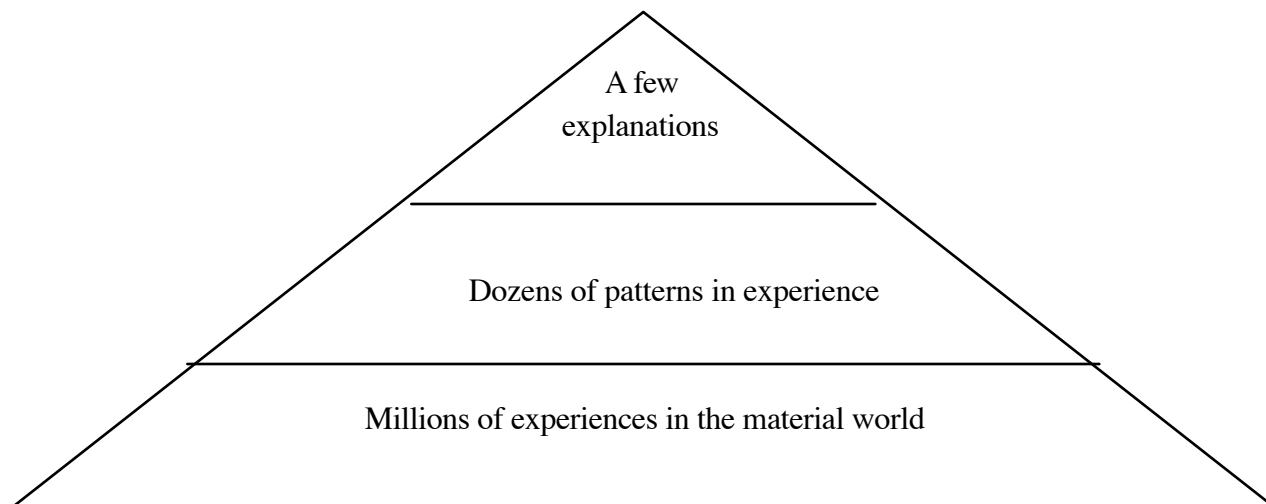 A few
explanations
Dozens of patterns in experience
Millions of experiences in the material world